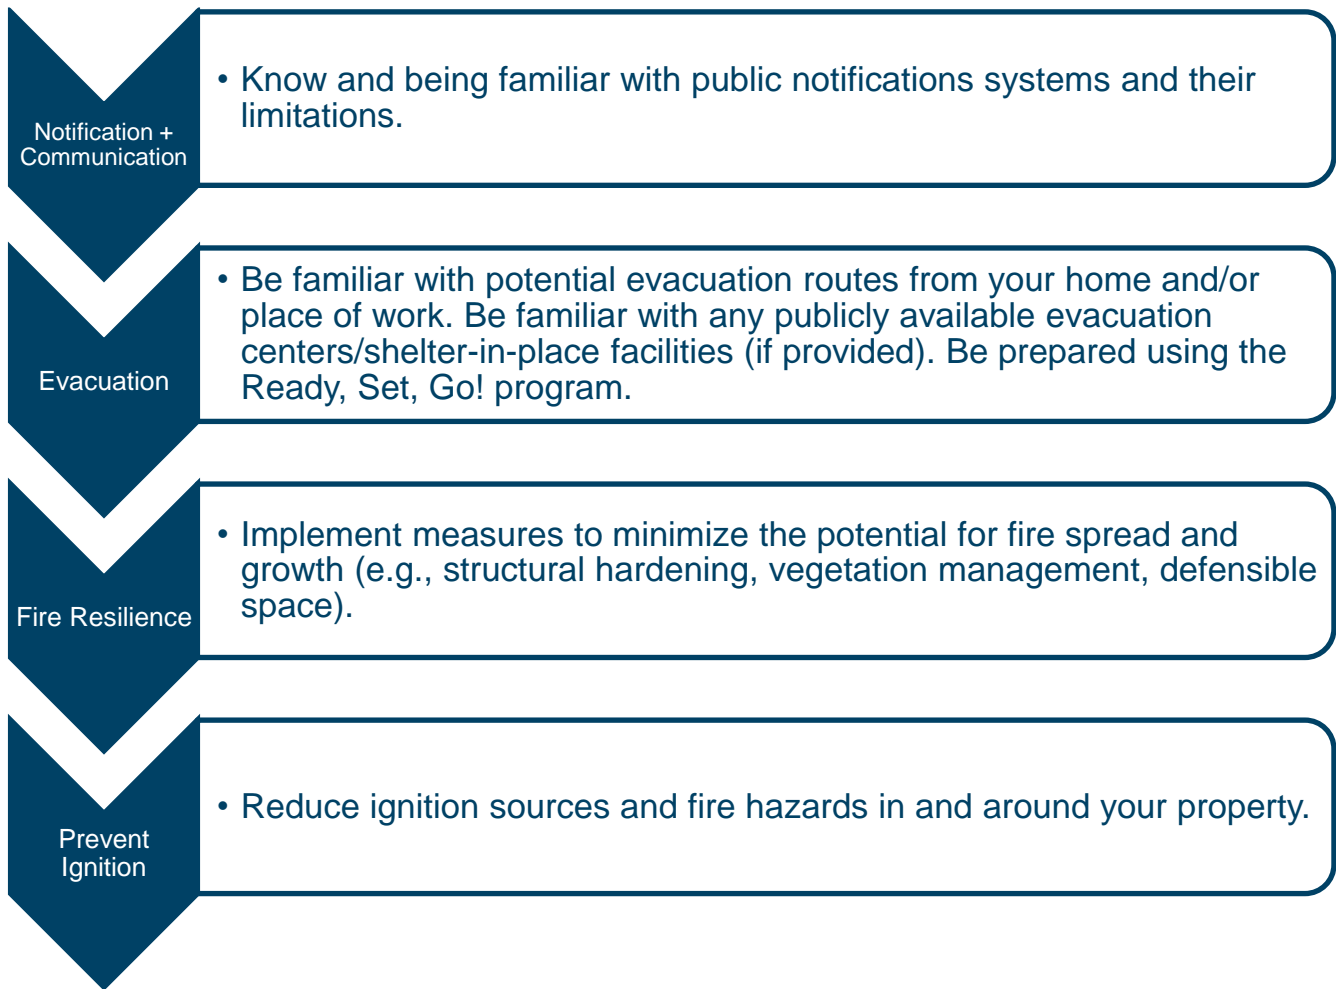 Notification +
Communication
• Know and being familiar with public notifications systems and their
limitations.
Evacuation
• Be familiar with potential evacuation routes from your home and/or
place of work. Be familiar with any publicly available evacuation
centers/shelter-in-place facilities (if provided). Be prepared using the
Ready, Set, Go! program.
Fire Resilience
• Implement measures to minimize the potential for fire spread and
growth (e.g., structural hardening, vegetation management, defensible
space).
Prevent
Ignition
• Reduce ignition sources and fire hazards in and around your property.